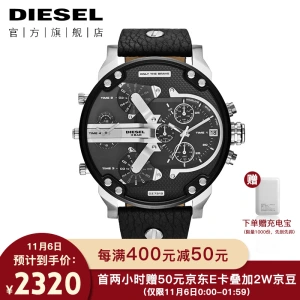 DIESEL
官方旗舰店
ONLY THE BRAVE
DIESEL
赠
下单赠充电宝
11月6日
预计到手价：
¥2320
每满400元减50元
首两小时赠50元京东E卡叠加2W京豆
(仅限11月6日0:00-01:59)